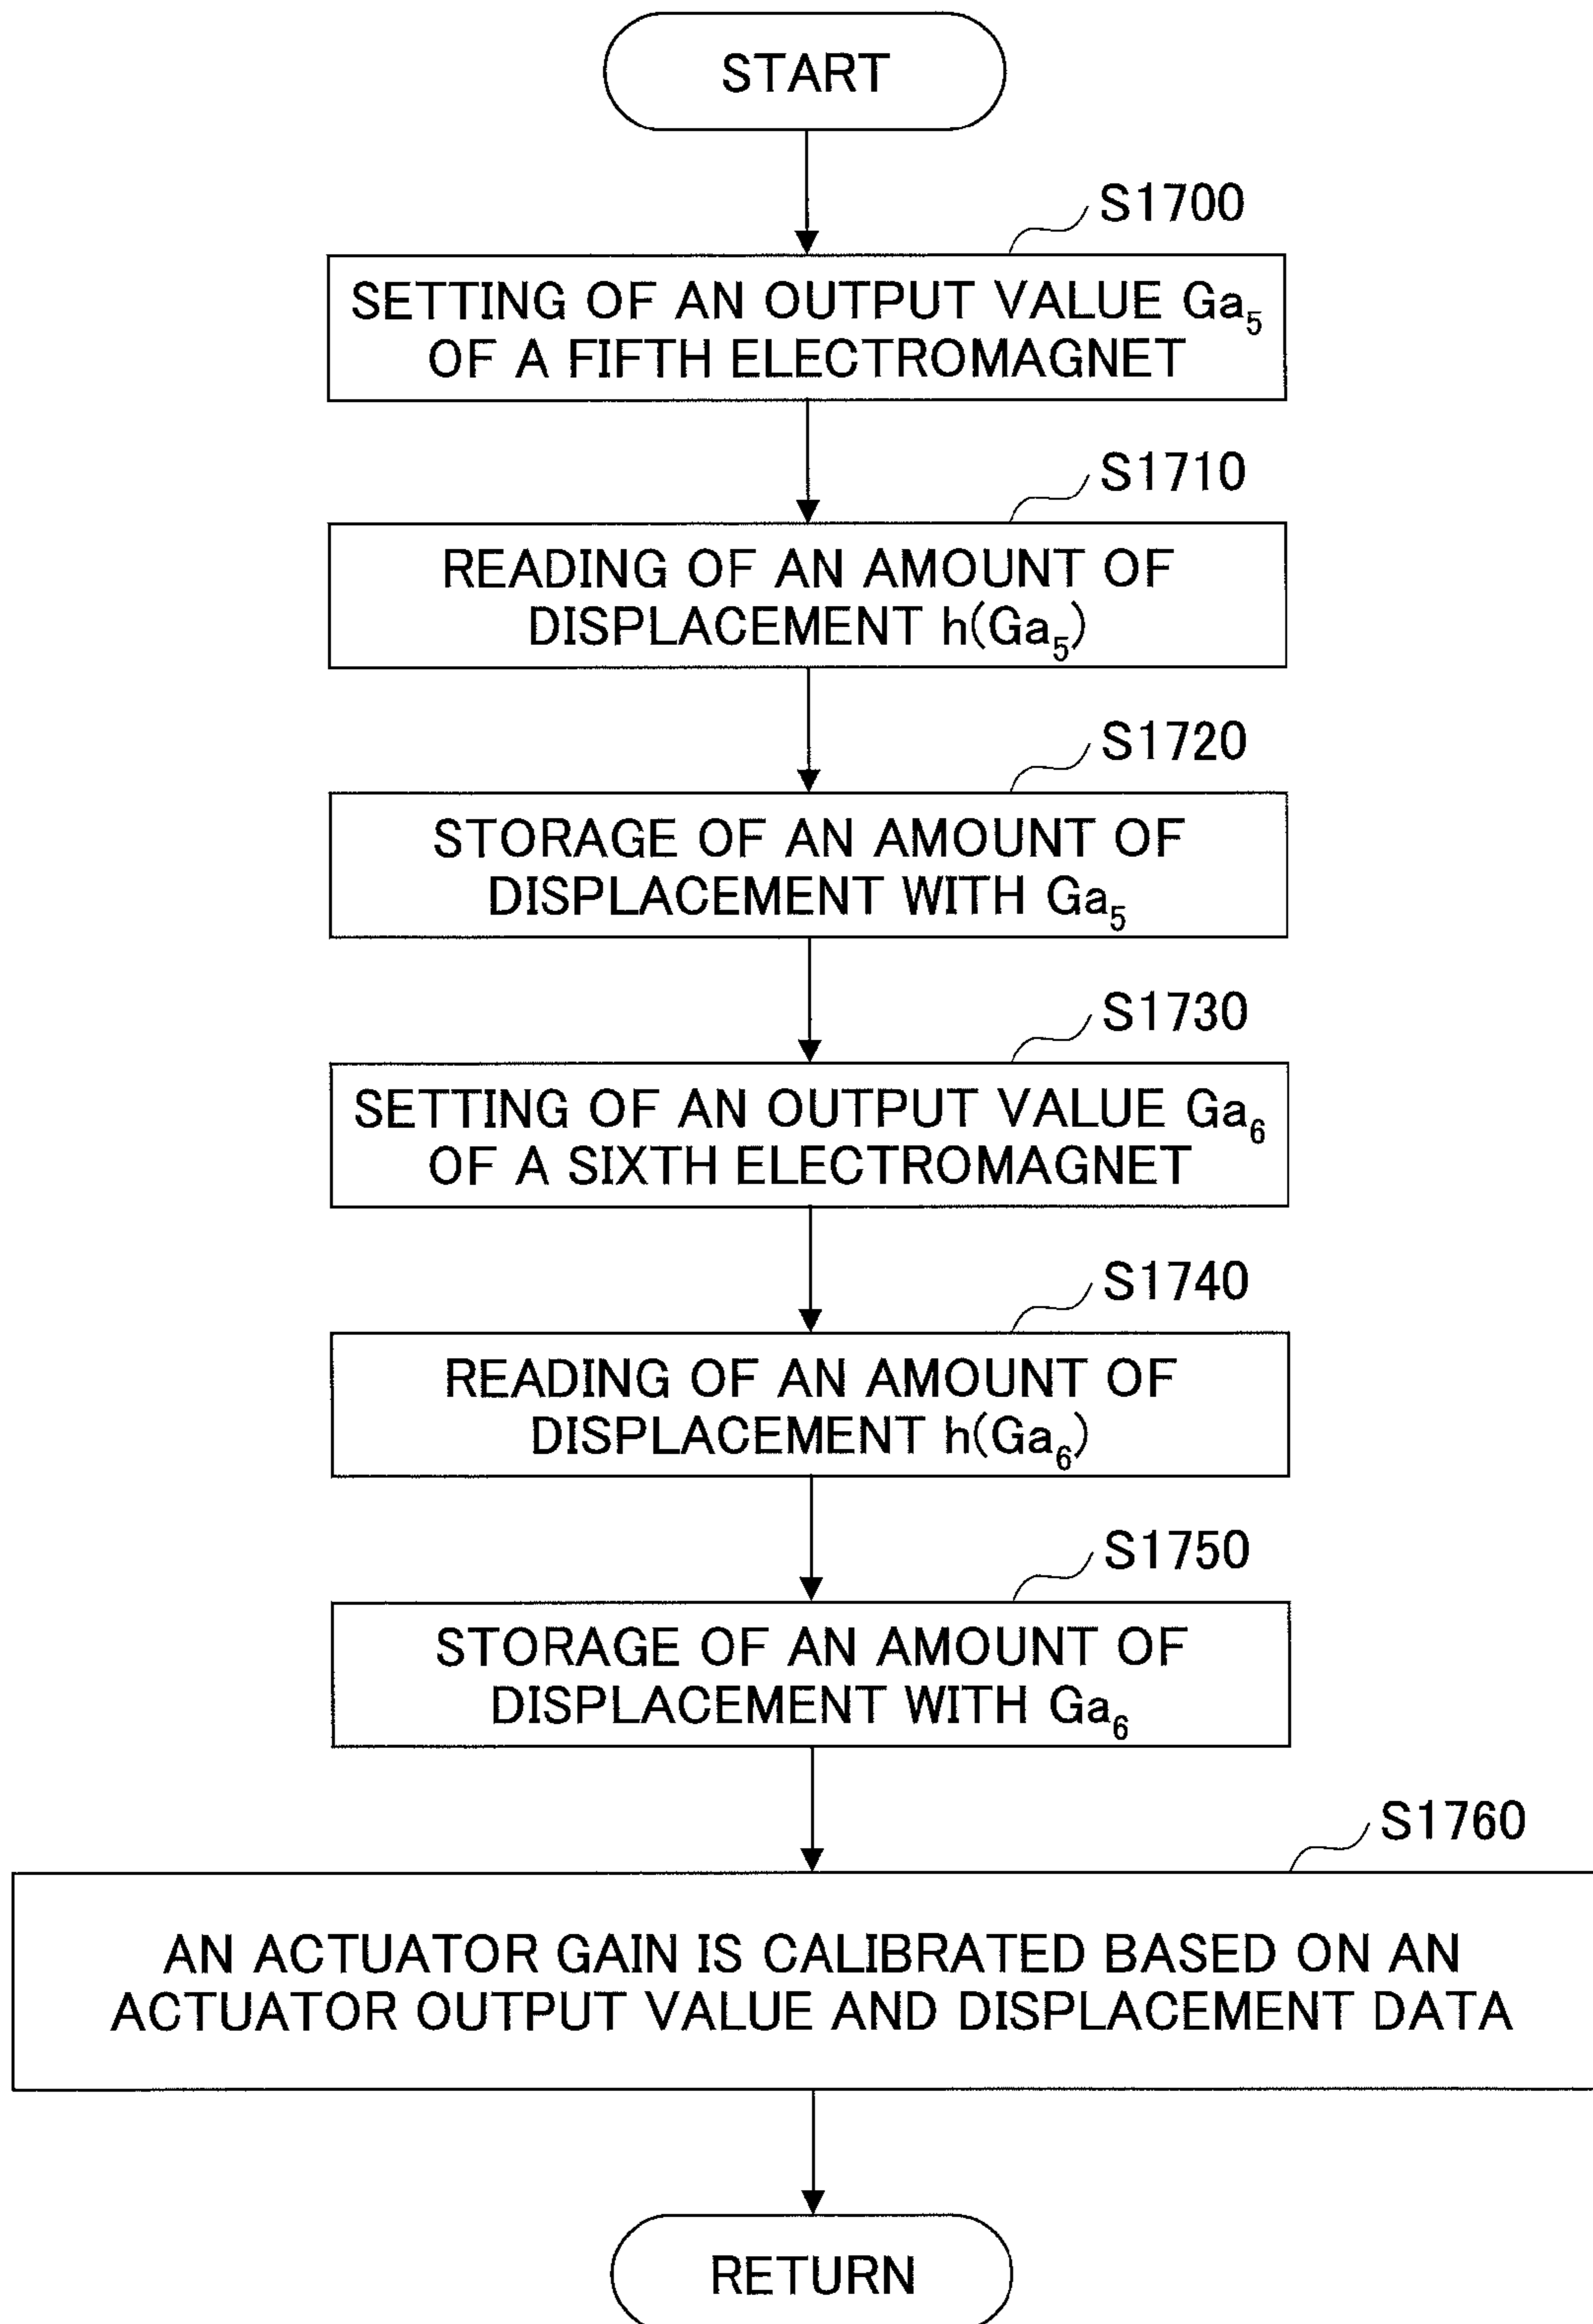 START
S1700
SETTING OF AN OUTPUT VALUE Ga₅
OF A FIFTH ELECTROMAGNET
S1710
READING OF AN AMOUNT OF
DISPLACEMENT h(Ga₅)
S1720
STORAGE OF AN AMOUNT OF
DISPLACEMENT WITH Ga₅
S1730
SETTING OF AN OUTPUT VALUE Ga₆
OF A SIXTH ELECTROMAGNET
S1740
READING OF AN AMOUNT OF
DISPLACEMENT h(Ga₆)
S1750
STORAGE OF AN AMOUNT OF
DISPLACEMENT WITH Ga₆
S1760
AN ACTUATOR GAIN IS CALIBRATED BASED ON AN
ACTUATOR OUTPUT VALUE AND DISPLACEMENT DATA
RETURN